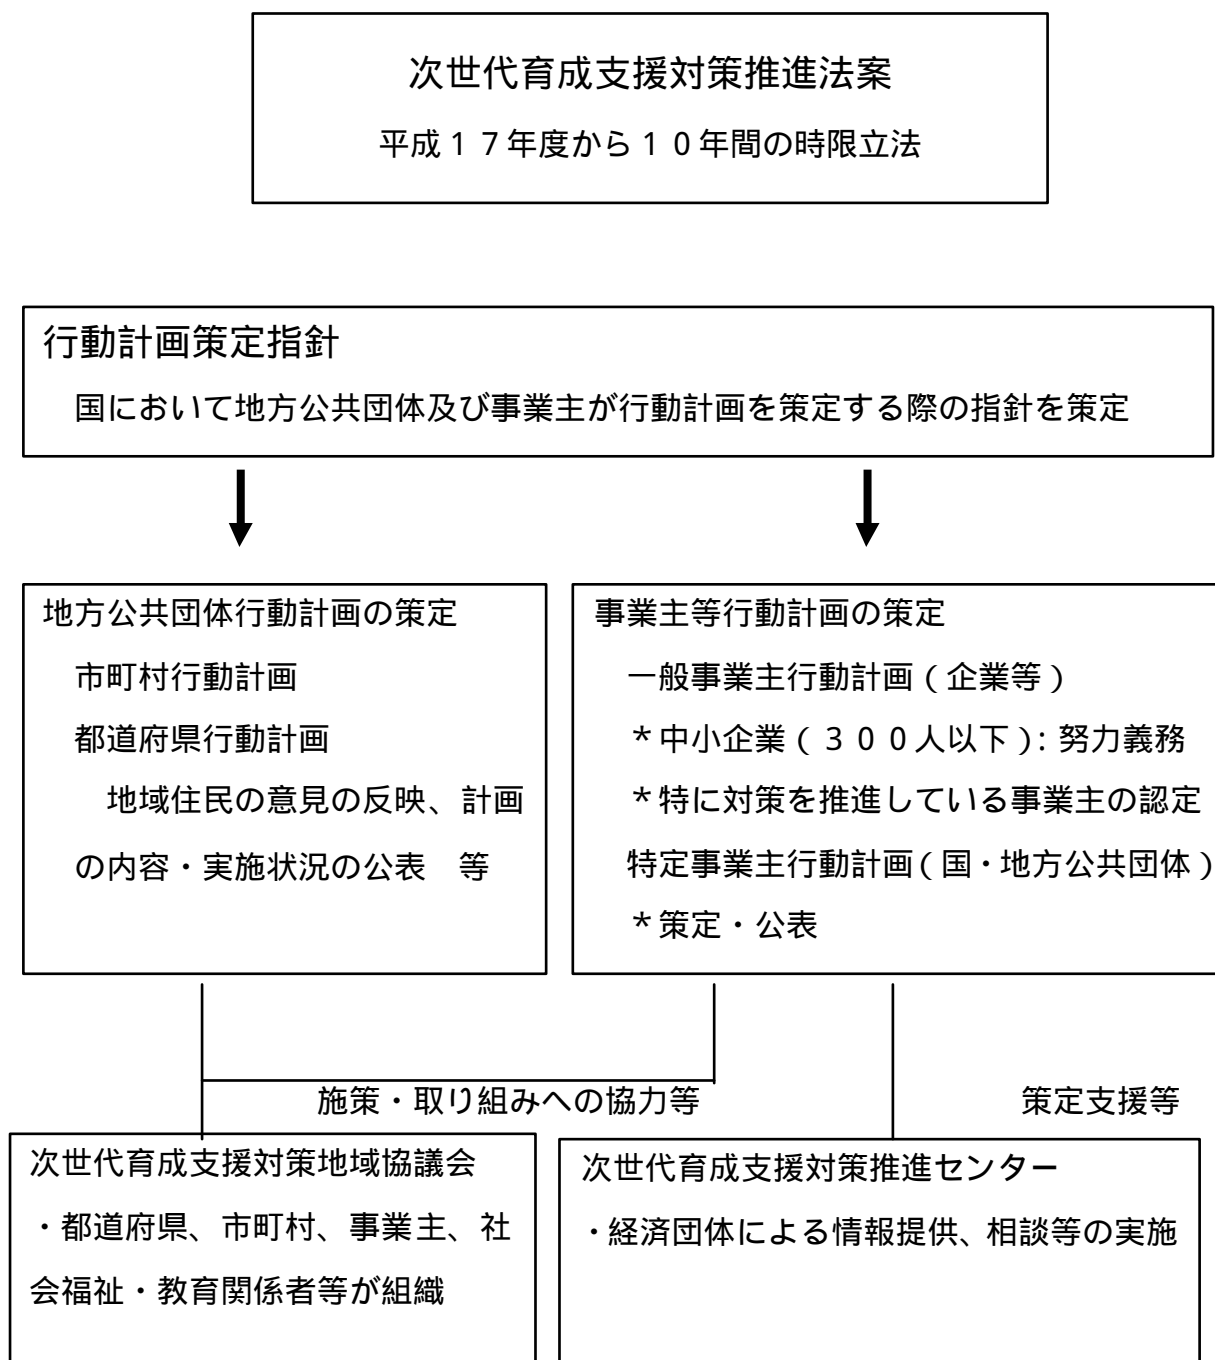 次世代育成支援対策推進法案
平成１７年度から１０年間の時限立法
行動計画策定指針
国において地方公共団体及び事業主が行動計画を策定する際の指針を策定
地方公共団体行動計画の策定
市町村行動計画
都道府県行動計画
地域住民の意見の反映、計画
の内容・実施状況の公表　等
事業主等行動計画の策定
一般事業主行動計画（企業等）
＊中小企業（３００人以下）：努力義務
＊特に対策を推進している事業主の認定
特定事業主行動計画（国・地方公共団体）
＊策定・公表
施策・取り組みへの協力等
策定支援等
次世代育成支援対策地域協議会
・都道府県、市町村、事業主、社
会福祉・教育関係者等が組織
次世代育成支援対策推進センター
・経済団体による情報提供、相談等の実施